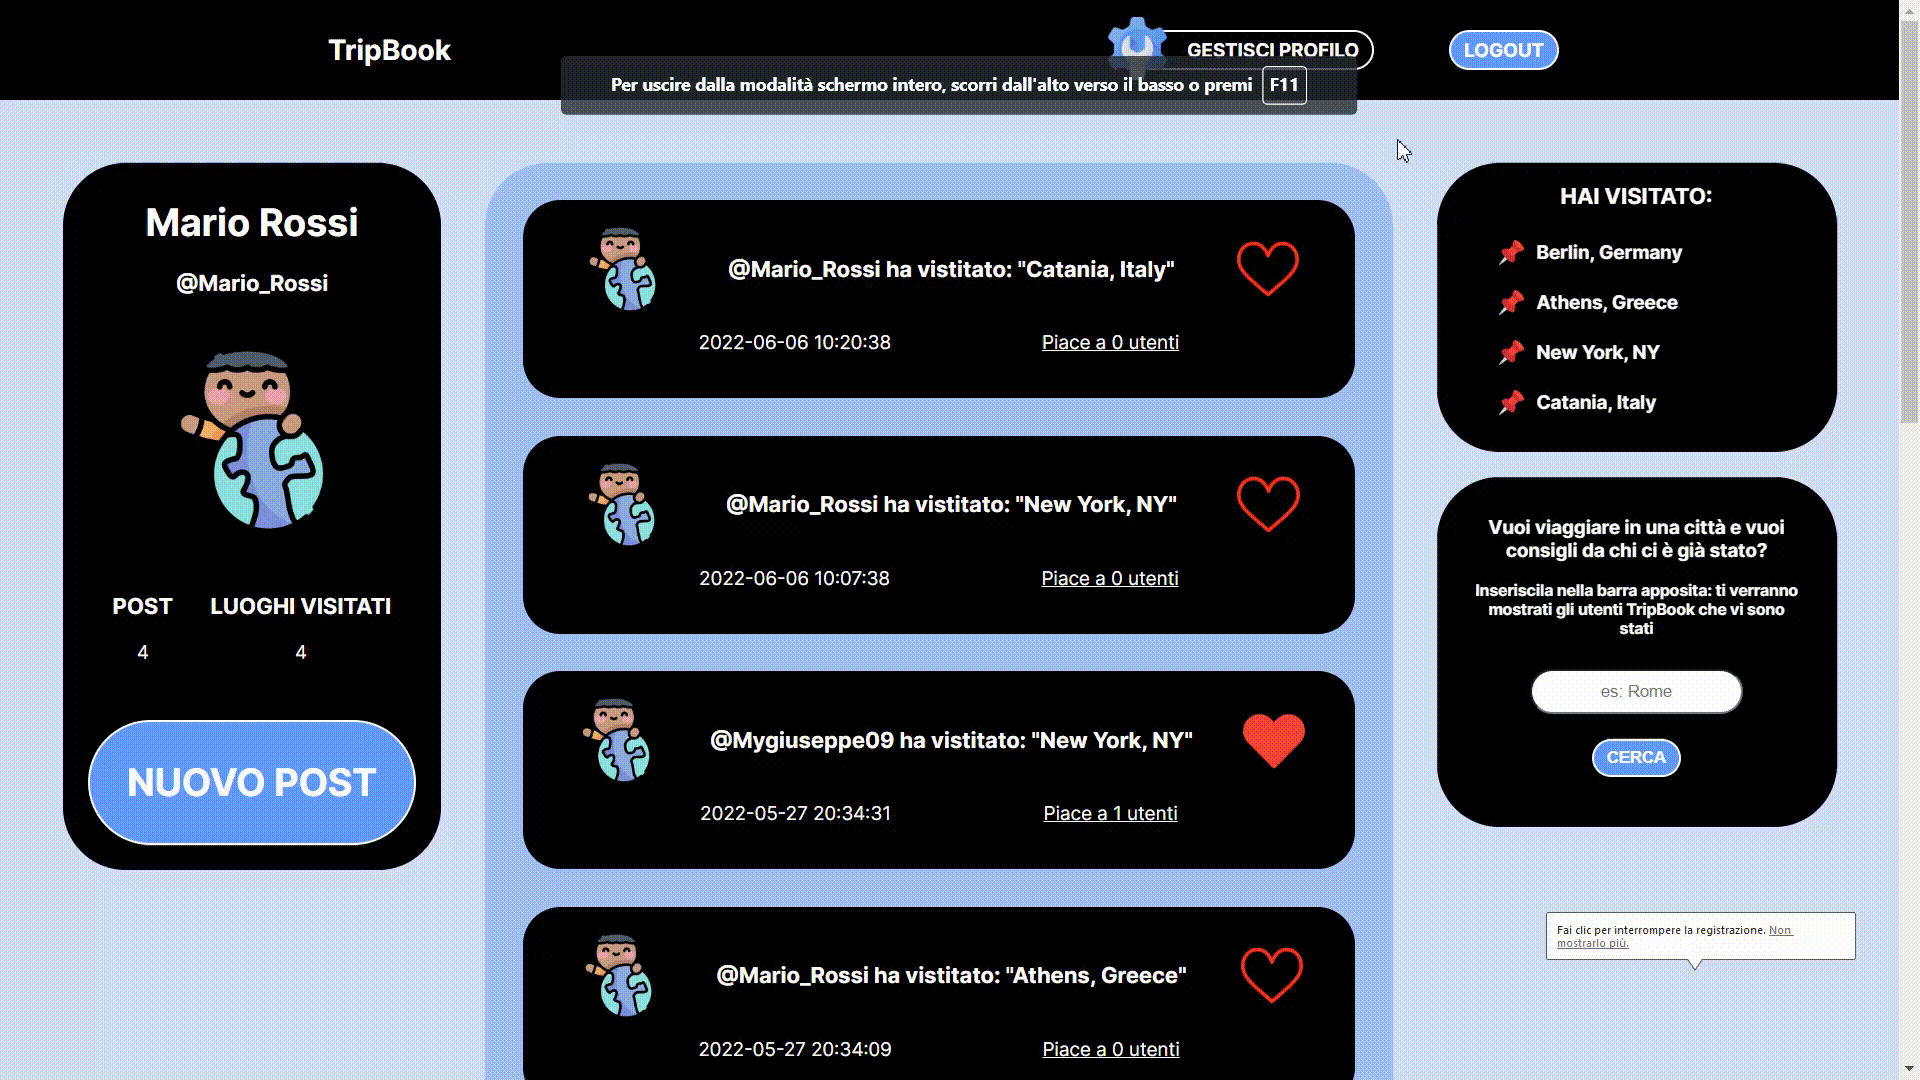 TripBook
GESTISCI PROFILO
LOGOUT
Per uscire dalla modalità schermo intero, scorri dall'alto verso il basso o premi F11
Mario Rossi
@Mario_Rossi
POST
LUOGHI VISITATI
4
4
NUOVO POST
@Mario_Rossi ha vistitato: "Catania, Italy"
2022-06-06 10:20:38
Piace a 0 utenti
@Mario_Rossi ha vistitato: "New York, NY"
2022-06-06 10:07:38
Piace a 0 utenti
@Mygiuseppe09 ha vistitato: "New York, NY"
2022-05-27 20:34:31
Piace a 1 utenti
@Mario_Rossi ha vistitato: "Athens, Greece"
2022-05-27 20:34:09
Piace a 0 utenti
HAI VISITATO:
Berlin, Germany
Athens, Greece
New York, NY
Catania, Italy
Vuoi viaggiare in una città e vuoi
consigli da chi ci è già stato?
Inseriscila nella barra apposita: ti verranno
mostrati gli utenti TripBook che vi sono
stati
es: Rome
CERCA
Fai clic per interrompere la registrazione. Non
mostrarlo più.